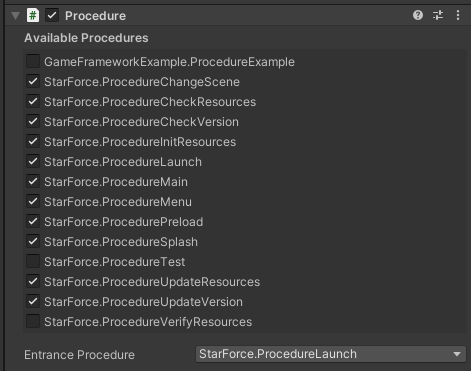 Procedure
Available Procedures
GameFrameworkExample.ProcedureExample
StarForce.ProcedureChangeScene
StarForce.ProcedureCheckResources
StarForce.ProcedureCheckVersion
StarForce.ProcedureInitResources
StarForce.ProcedureLaunch
StarForce.ProcedureMain
StarForce.ProcedureMenu
StarForce.ProcedurePreload
StarForce.ProcedureSplash
StarForce.ProcedureTest
StarForce.ProcedureUpdateResources
StarForce.ProcedureUpdateVersion
StarForce.ProcedureVerifyResources
Entrance Procedure StarForce.ProcedureLaunch